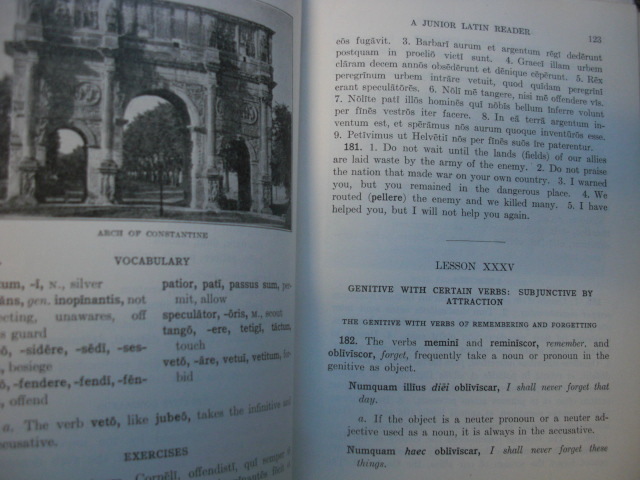 ARCH OF CONSTANTINE
VOCABULARY
tum, -ī, N., silver
āns, gen. inopīnantis, not
ecting, unawares, off
s guard
ō, -sidēre, -sēdī, -ses-
, besiege
ō, -fendere, -fendī, -fēn-
, offend
patior, patī, passus sum, per-
mit, allow
speculātor, -ōris, M., scout
tangō, -ere, tetigī, tāctum,
touch
vetō, -āre, vetuī, vetitum, for-
bid
a. The verb vetō, like jubeō, takes the infinitive and
ccusative.
EXERCISES
Cornēlī, offendistī, quī semper
A JUNIOR LATIN READER 123
eōs fugāvit. 3. Barbarī aurum et argentum rēgī dedērunt
postquam in proeliō victī sunt. 4. Graecī illam urbem
clāram decem annōs obsēdērunt et dēnique cēpērunt. 5. Rēx
peregrīnum urbem intrāre vetuit, quod quīdam peregrīnī
erant speculātōrēs. 6. Nōlī mē tangere, nisi mē offendere vīs.
7. Nōlīte patī illōs hominēs quī nōbīs bellum īnferre volunt
per fīnēs vestrōs iter facere. 8. In eā terrā argentum in-
ventum est, et spērāmus nōs aurum quoque inventūrōs esse.
9. Petīvimus ut Helvētiī nōs per fīnēs suōs īre paterentur.
181. 1. Do not wait until the lands (fields) of our allies
are laid waste by the army of the enemy. 2. Do not praise
the nation that made war on your own country. 3. I warned
you, but you remained in the dangerous place. 4. We
routed (pellere) the enemy and we killed many. 5. I have
helped you, but I will not help you again.
LESSON XXXV
GENITIVE WITH CERTAIN VERBS: SUBJUNCTIVE BY
ATTRACTION
THE GENITIVE WITH VERBS OF REMEMBERING AND FORGETTING
182. The verbs meminī and reminīscor, remember, and
oblīvīscor, forget, frequently take a noun or pronoun in the
genitive as object.
Numquam illīus diēī oblīvīscar, I shall never forget that
day.
a. If the object is a neuter pronoun or a neuter ad-
jective used as a noun, it is always in the accusative.
Numquam haec oblīvīscar, I shall never forget these
things.